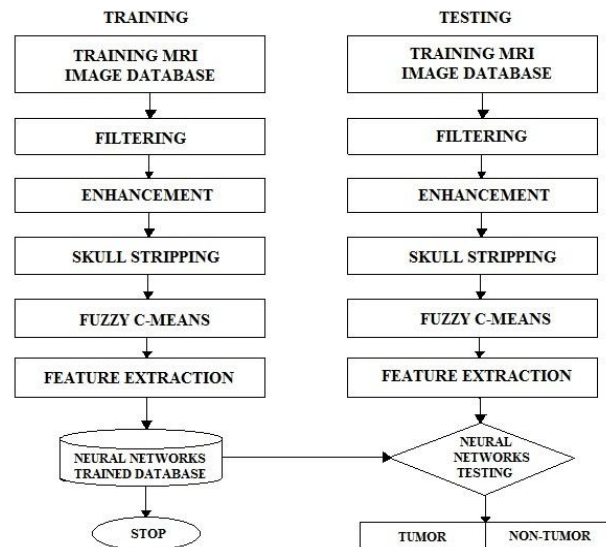 TRAINING
TRAINING MRI
IMAGE DATABASE
FILTERING
ENHANCEMENT
SKULL STRIPPING
FUZZY C-MEANS
FEATURE EXTRACTION
NEURAL NETWORKS
TRAINED DATABASE
STOP
TESTING
TRAINING MRI
IMAGE DATABASE
FILTERING
ENHANCEMENT
SKULL STRIPPING
FUZZY C-MEANS
FEATURE EXTRACTION
NEURAL
NETWORKS
TESTING
TUMOR
NON-TUMOR